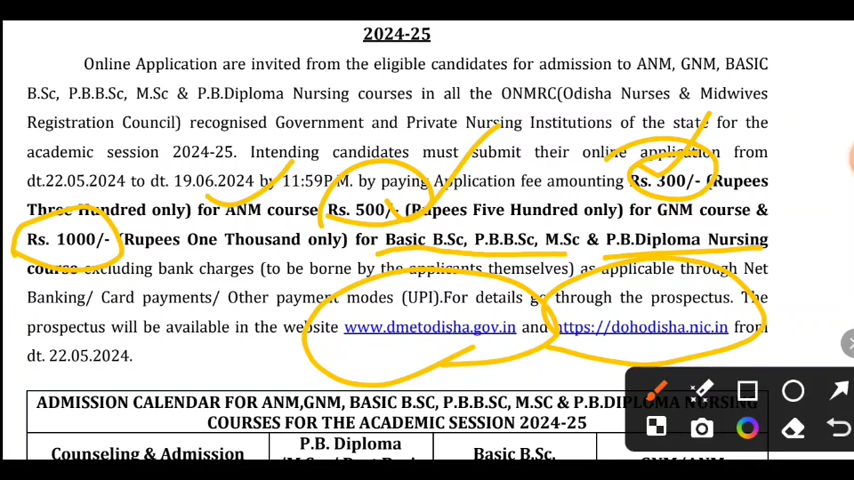 2024-25
Online Application are invited from the eligible candidates for admission to ANM, GNM, BASIC
B.Sc, P.B.B.Sc, M.Sc & P.B.Diploma Nursing courses in all the ONMRC(Odisha Nurses & Midwives
Registration Council) recognised Government and Private Nursing Institutions of the state for the
academic session 2024-25. Intending candidates must submit their online application from
dt.22.05.2024 to dt. 19.06.2024 by 11:59P.M. by paying Application fee amounting Rs. 300/- (Rupees
Three Hundred only) for ANM course (Rs. 500/- (Rupees Five Hundred only) for GNM course &
Rs. 1000/- (Rupees One Thousand only) for Basic B.Sc, P.B.B.Sc, M.Sc & P.B.Diploma Nursing
course excluding bank charges (to be borne by the applicants themselves) as applicable through Net
Banking/ Card payments/ Other payment modes (UPI).For details go through the prospectus. The
prospectus will be available in the website www.dmetodisha.gov.in and https://dohodisha.nic.in from
dt. 22.05.2024.
ADMISSION CALENDAR FOR ANM,GNM, BASIC B.SC, P.B.B.SC, M.SC & P.B.DIPLOMA NURSING
COURSES FOR THE ACADEMIC SESSION 2024-25
Counseling & Admission P.B. Diploma Basic B.Sc.